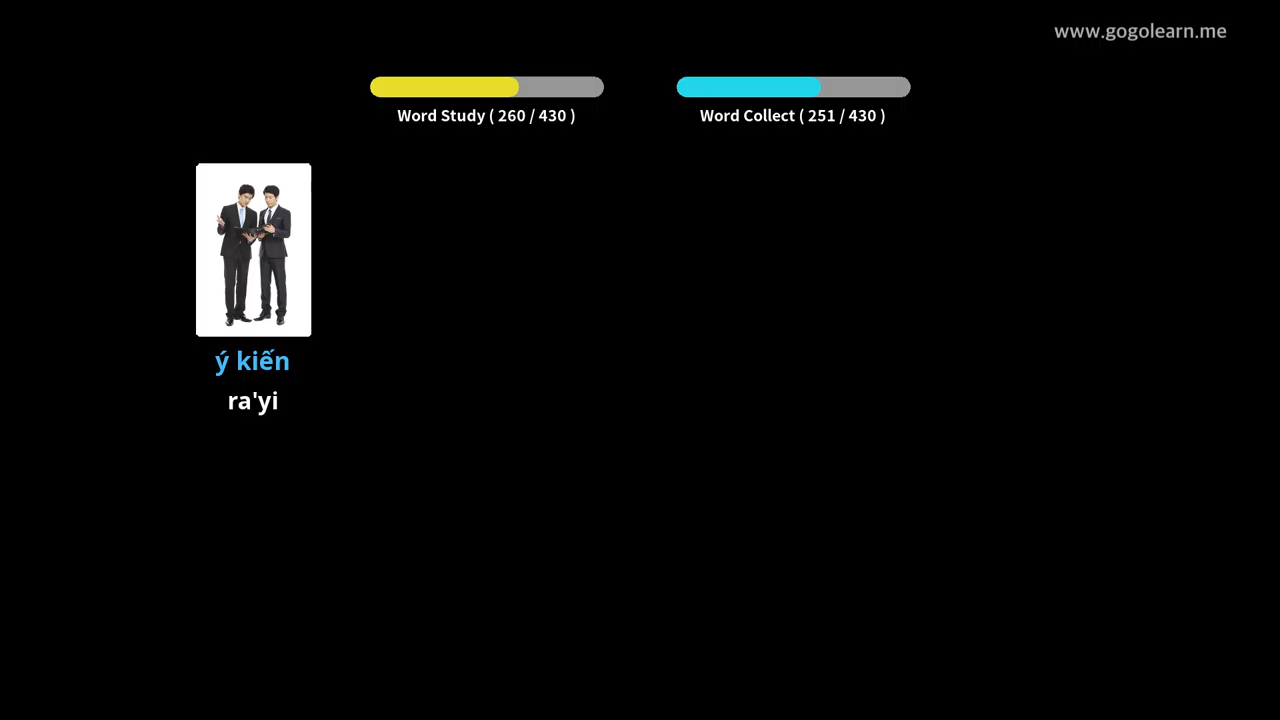 www.gogolearn.me
Word Study ( 260 / 430 )
Word Collect ( 251 / 430 )
ý kiến
ra'yi